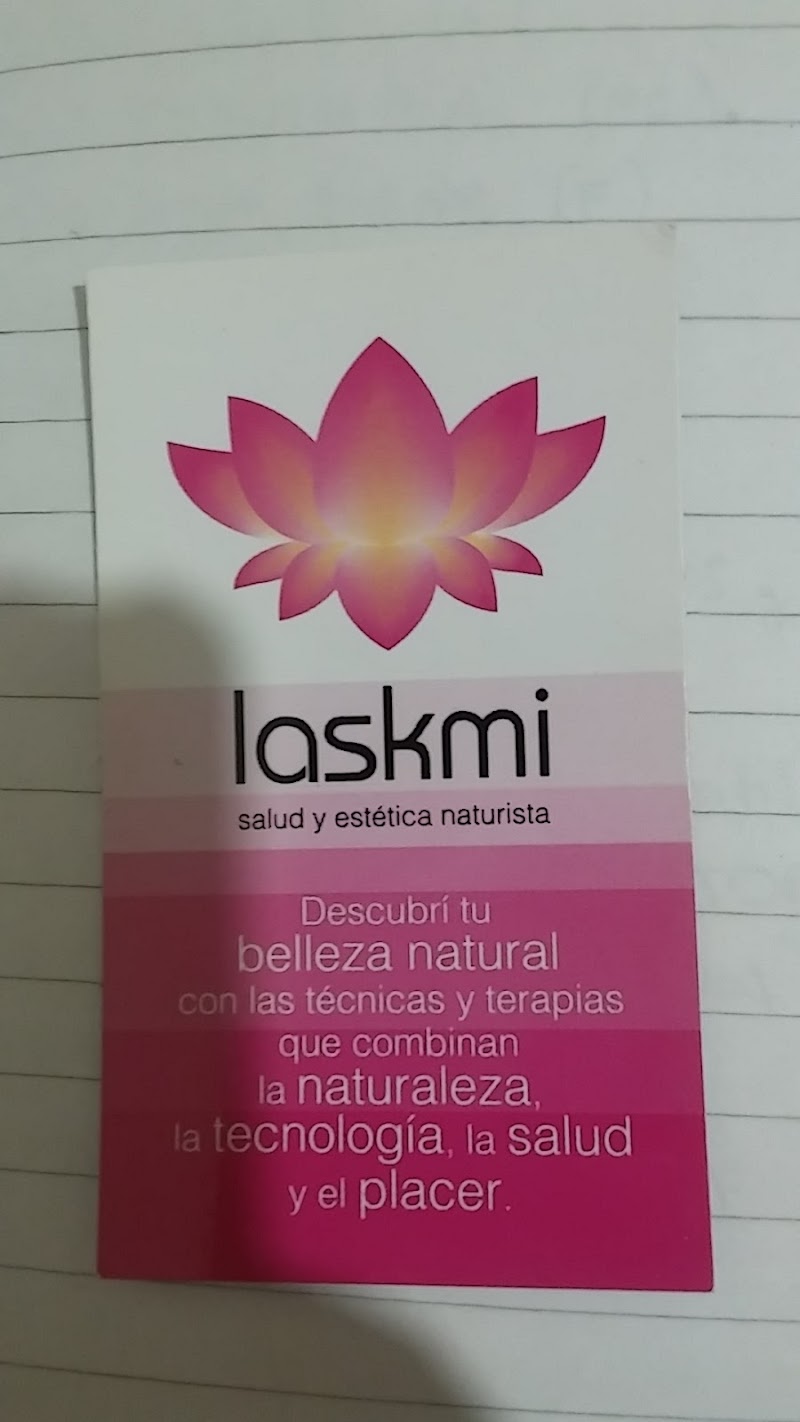 laskmi
salud y estética naturista
Descubrí tu
belleza natural
con las técnicas y terapias
que combinan
la naturaleza,
la tecnología, la salud
y el placer.